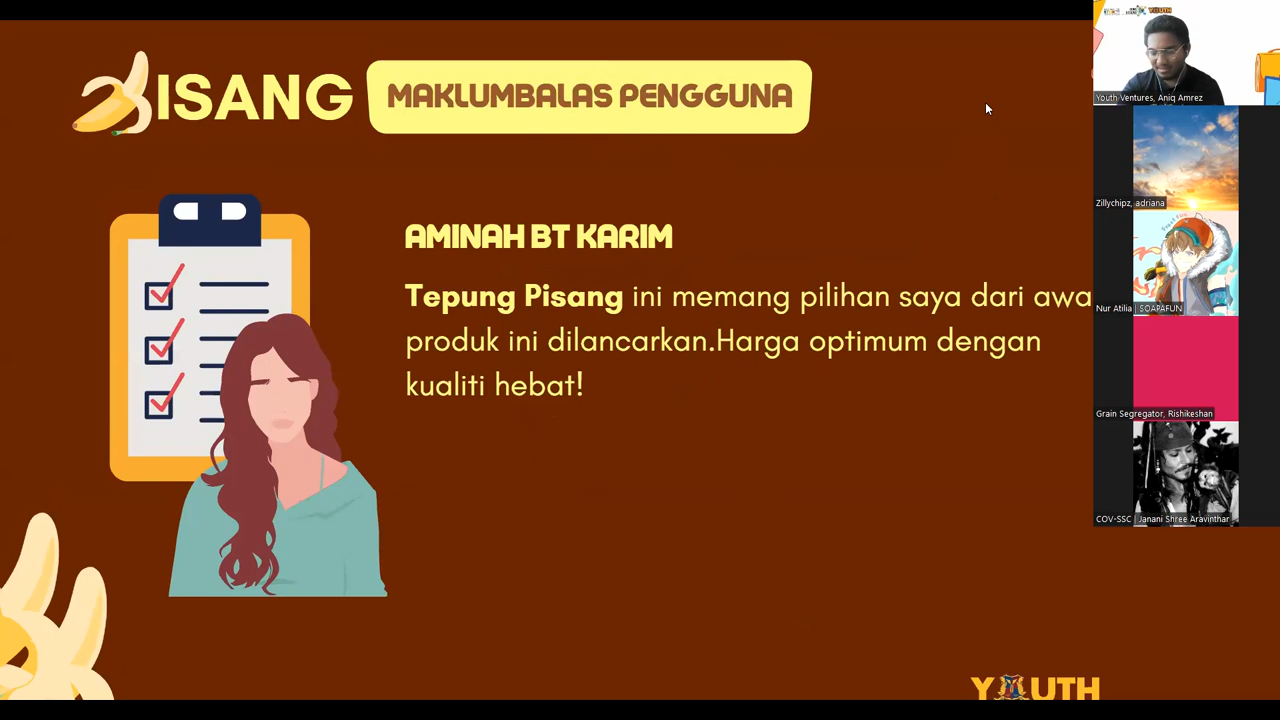 ISANG
MAKLUMBALAS PENGGUNA
AMINAH BT KARIM
Tepung Pisang ini memang pilihan saya dari awa
produk ini dilancarkan.Harga optimum dengan
kualiti hebat!
Y UTH
YOUTH
Youth Ventures, Aniq Amrez
Zillychipz, adriana
Nur Atilia | SOAPAFUN
Grain Segregator, Rishikeshan
COV-SSC | Janani Shree Aravinthar